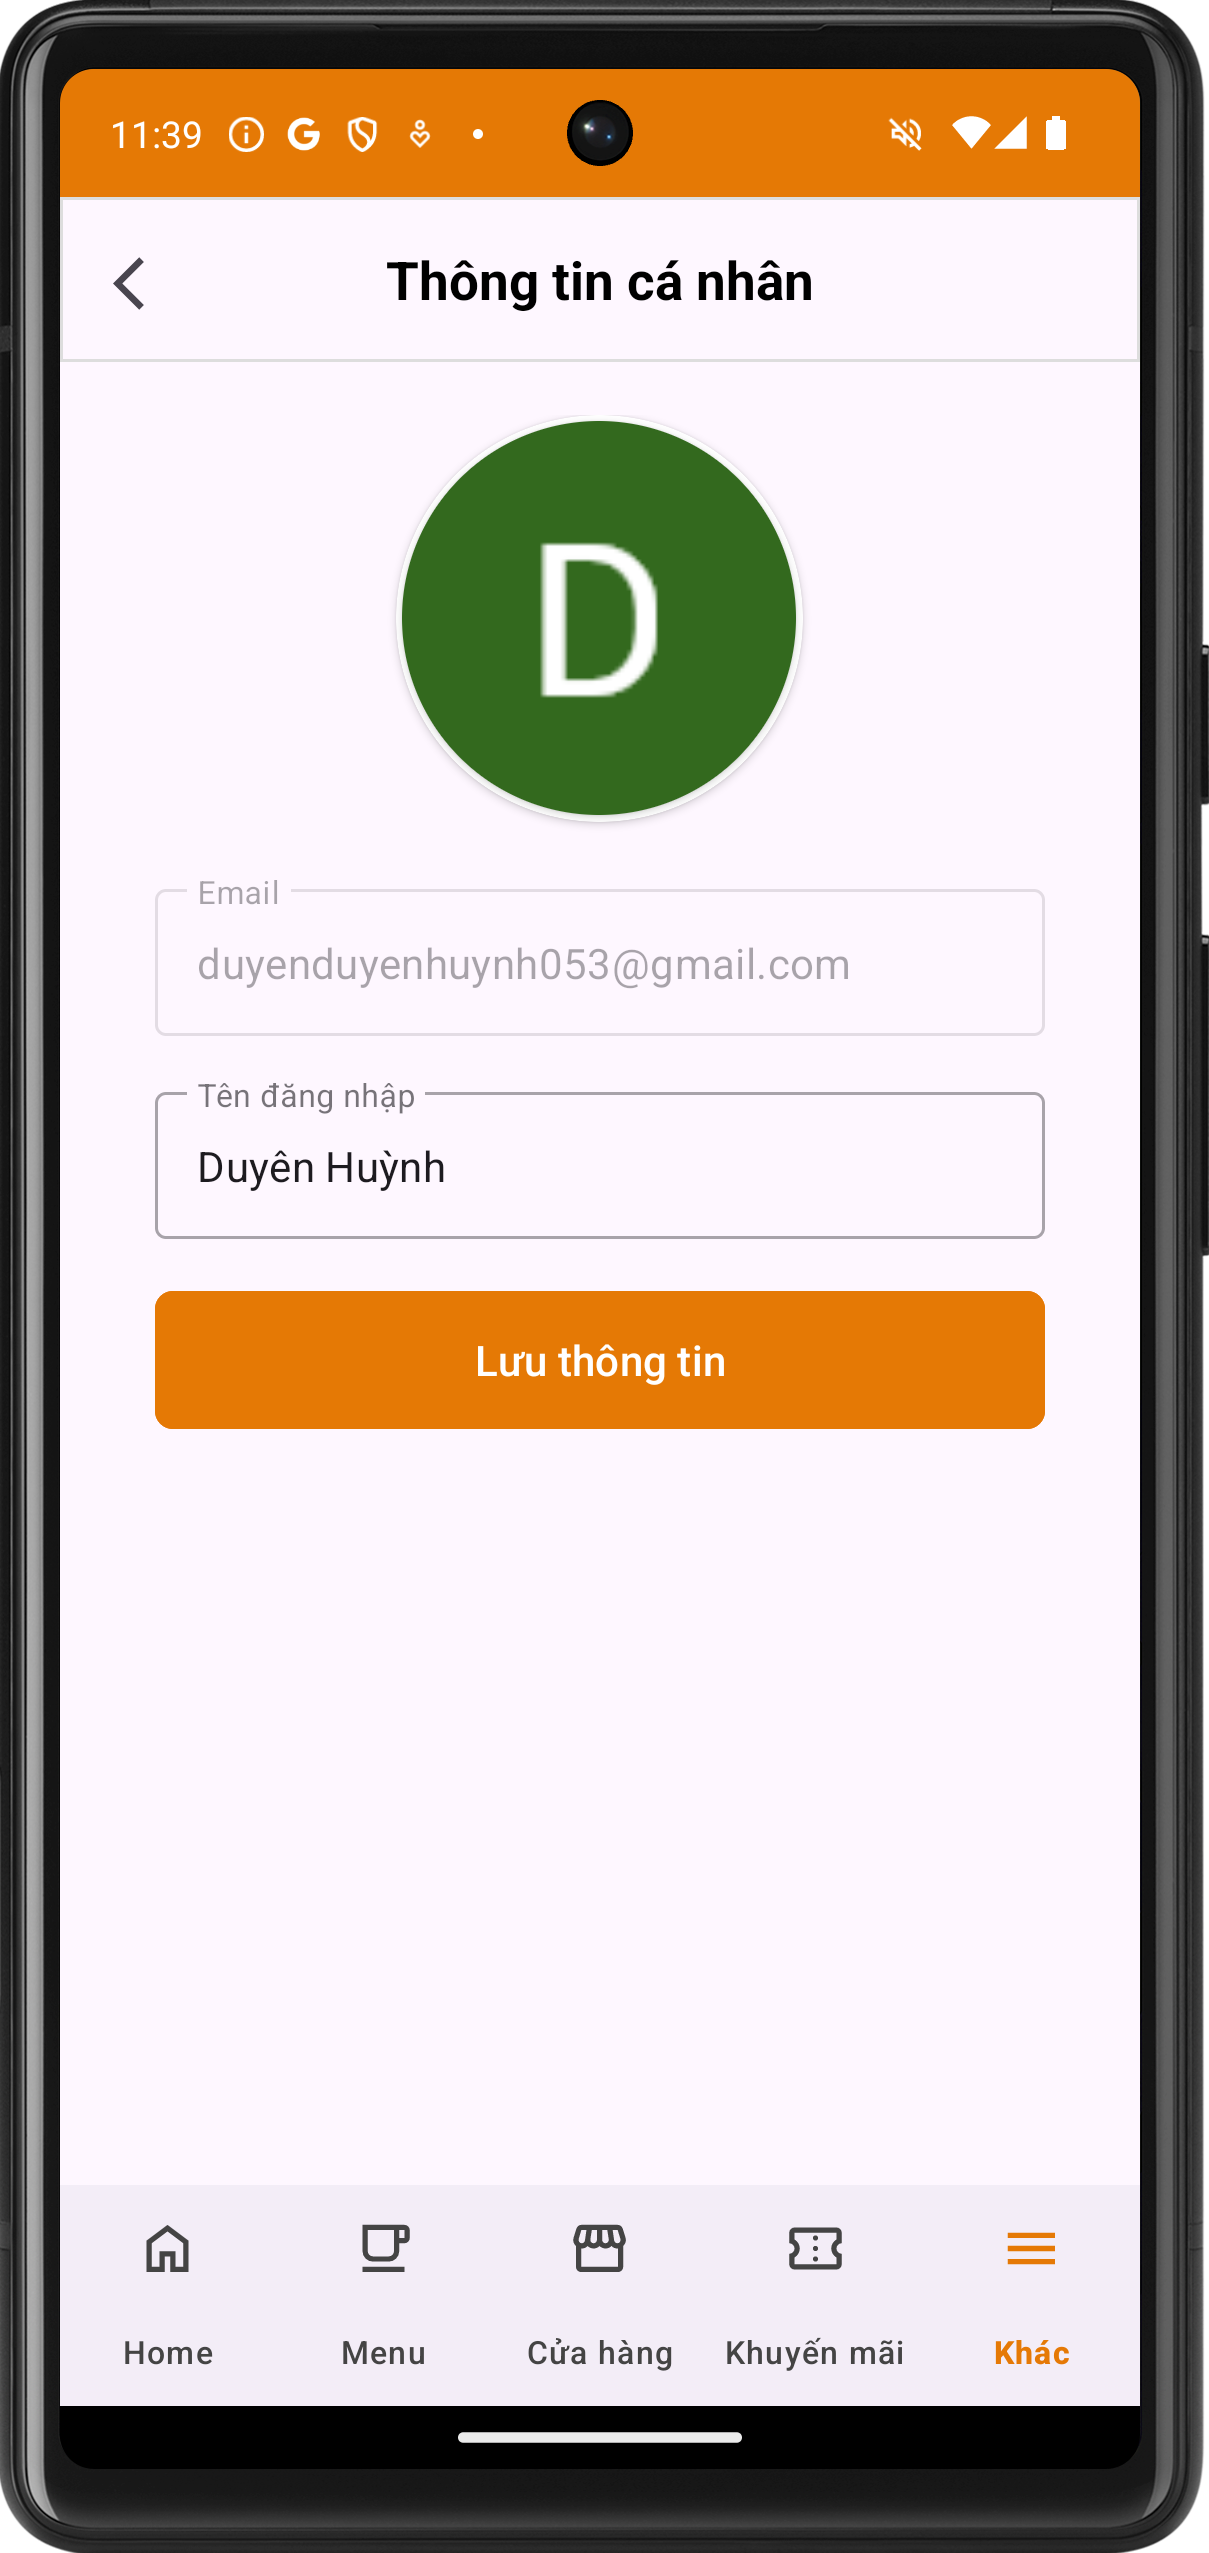 11:39
Thông tin cá nhân
D
Email
duyenduyenhuynh053@gmail.com
Tên đăng nhập
Duyên Huỳnh
Lưu thông tin
Home Menu Cửa hàng Khuyến mãi Khác